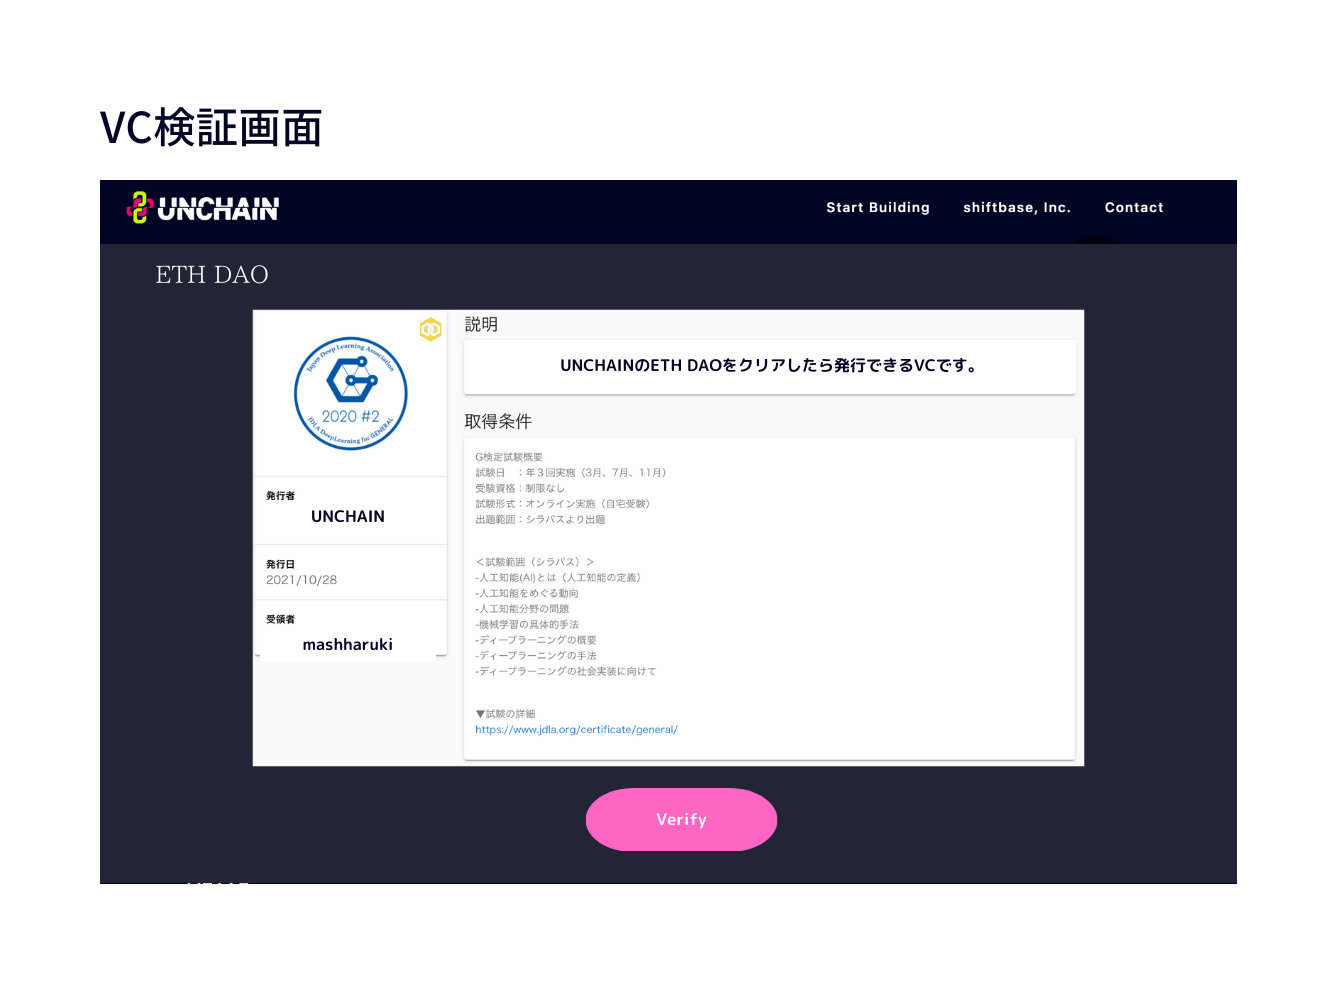 VC検証画面
UNCHAIN
Start Building
shiftbase, Inc.
Contact
ETH DAO
Japan Deep Learning Association
2020 #2
JDLA DeepLearning for GENERAL
発行者
UNCHAIN
発行日
2021/10/28
受領者
mashharuki
説明
UNCHAINのETH DAOをクリアしたら発行できるVCです。
取得条件
G検定試験概要
試験日　：年３回実施（3月、7月、11月）
受験資格：制限なし
試験形式：オンライン実施（自宅受験）
出題範囲：シラバスより出題
＜試験範囲（シラバス）＞
-人工知能(AI)とは（人工知能の定義）
-人工知能をめぐる動向
-人工知能分野の問題
-機械学習の具体的手法
-ディープラーニングの概要
-ディープラーニングの手法
-ディープラーニングの社会実装に向けて
▼試験の詳細
https://www.jdla.org/certificate/general/
Verify